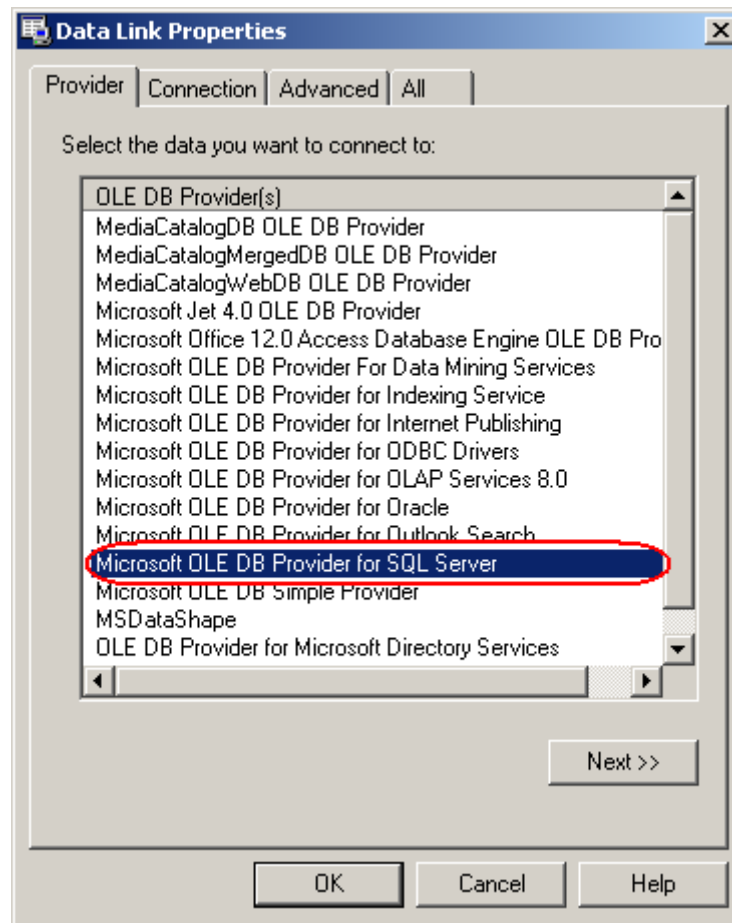 Data Link Properties
Provider Connection Advanced All
Select the data you want to connect to:
OLE DB Provider(s)
MediaCatalogDB OLE DB Provider
MediaCatalogMergedDB OLE DB Provider
MediaCatalogWebDB OLE DB Provider
Microsoft Jet 4.0 OLE DB Provider
Microsoft Office 12.0 Access Database Engine OLE DB Pro
Microsoft OLE DB Provider For Data Mining Services
Microsoft OLE DB Provider for Indexing Service
Microsoft OLE DB Provider for Internet Publishing
Microsoft OLE DB Provider for ODBC Drivers
Microsoft OLE DB Provider for OLAP Services 8.0
Microsoft OLE DB Provider for Oracle
Microsoft OLE DB Provider for Outlook Search
Microsoft OLE DB Provider for SQL Server
Microsoft OLE DB Simple Provider
MSDataShape
OLE DB Provider for Microsoft Directory Services
Next >>
OK Cancel Help